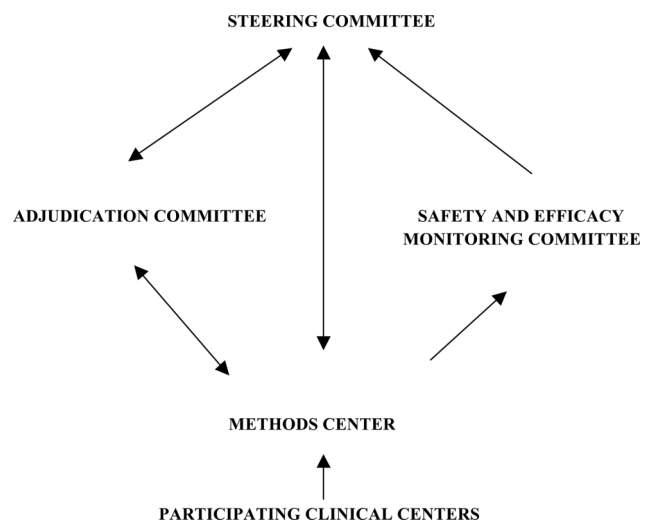 STEERING COMMITTEE
ADJUDICATION COMMITTEE
SAFETY AND EFFICACY
MONITORING COMMITTEE
METHODS CENTER
PARTICIPATING CLINICAL CENTERS